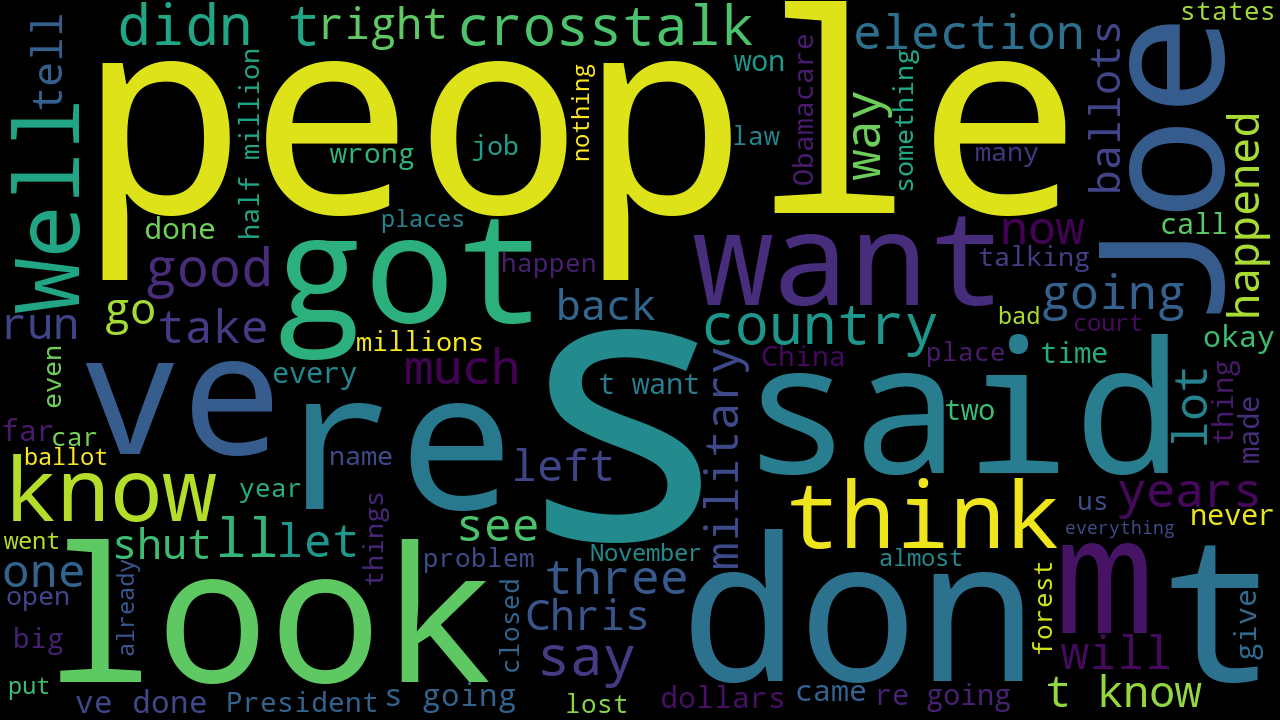 people
s
said
look
don t
re
got
Joe
ve
want
m
Well
think
know
country
election
crosstalk
didn t
right
tell
half million
nothing
won
Obamacare
way
something
ballots
states
wrong
job
law
many
happened
done
places
good
happen
now
talking
call
go
run
take
back
going
bad
court
okay
millions
even
every
much
t want
military
China
place
time
lot
thing
made
two
far
car
ballot
name
left
year
things
see
November
us
years
never
everything
almost
went
shut
ll
let
one
open
already
problem
closed
three
Chris
say
forest
will
give
big
put
ve done
President
s going
lost
dollars
came
re going
t know